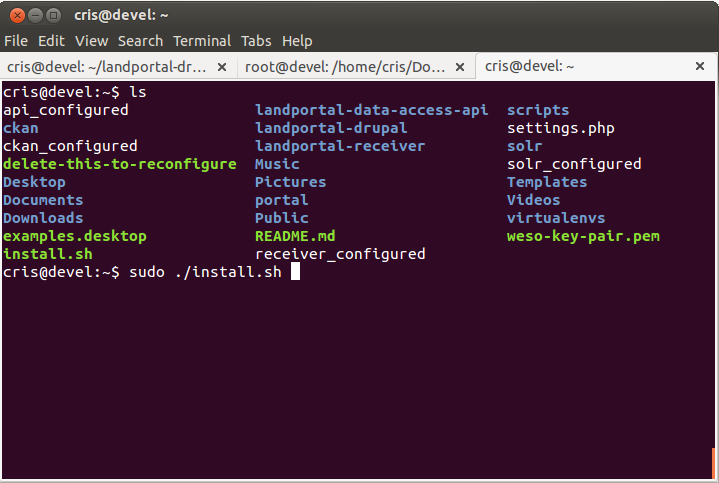 cris@devel: ~
File Edit View Search Terminal Tabs Help
cris@devel: ~/landportal-dr... × root@devel: /home/cris/Do... × cris@devel: ~ ×
cris@devel:~$ ls
api_configured landportal-data-access-api scripts
ckan landportal-drupal settings.php
ckan_configured landportal-receiver solr
delete-this-to-reconfigure Music solr_configured
Desktop Pictures Templates
Documents portal Videos
Downloads Public virtualenvs
examples.desktop README.md weso-key-pair.pem
install.sh receiver_configured
cris@devel:~$ sudo ./install.sh